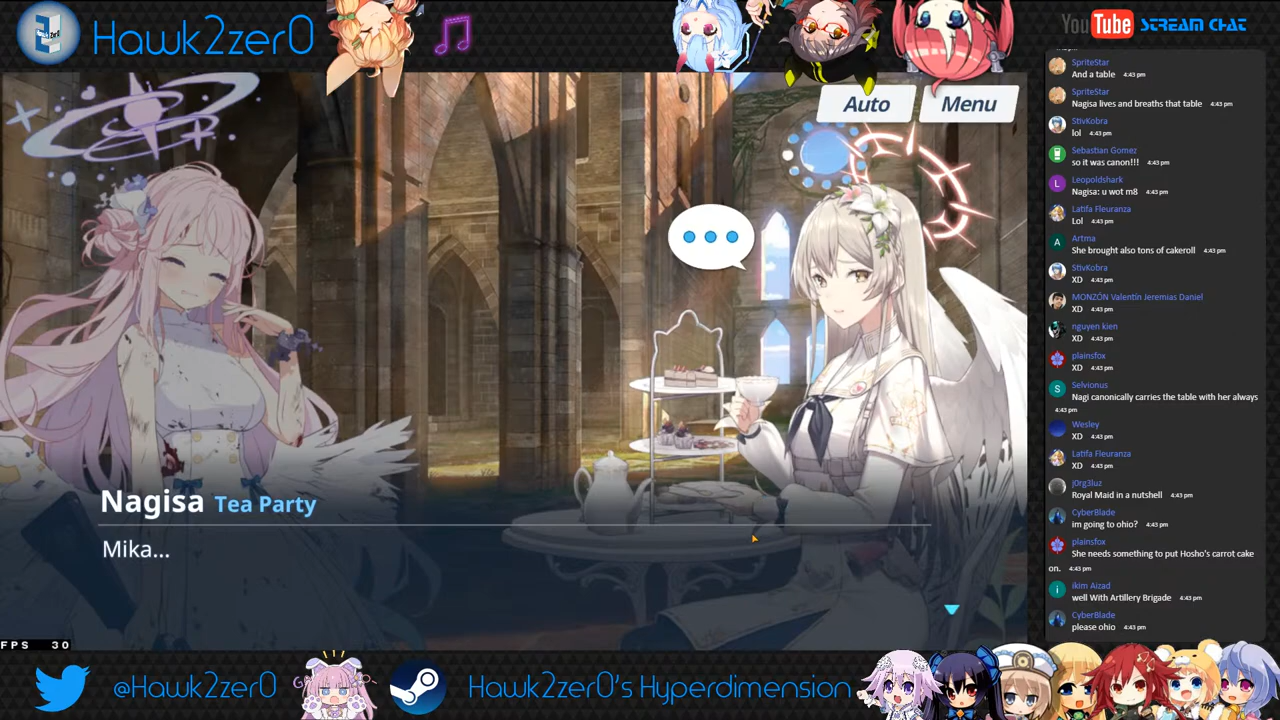 Hawk2zer0
You Tube STREAM CHAT
Auto
Menu
SpriteStar
And a table 4:43 pm
SpriteStar
Nagisa lives and breaths that table 4:43 pm
StivKobra
lol 4:43 pm
Sebastian Gomez
so it was canon!!! 4:43 pm
L
Leopoldshark
Nagisa: u wot m8 4:43 pm
Latifa Fleuranza
Lol 4:43 pm
A
Artma
She brought also tons of cakeroll 4:43 pm
StivKobra
XD 4:43 pm
MONZÓN Valentín Jeremias Daniel
XD 4:43 pm
nguyen kien
XD 4:43 pm
plainsfox
XD 4:43 pm
S
Selvionus
Nagi canonically carries the table with her always
4:43 pm
Wesley
XD 4:43 pm
Latifa Fleuranza
XD 4:43 pm
j0rg3luz
Royal Maid in a nutshell 4:43 pm
CyberBlade
im going to ohio? 4:43 pm
plainsfox
She needs something to put Hosho's carrot cake
on. 4:43 pm
i
ikim Aizad
well With Artillery Brigade 4:43 pm
CyberBlade
please ohio 4:43 pm
Nagisa Tea Party
Mika...
FPS 30
@Hawk2zer0
Hawk2zer0's Hyperdimension